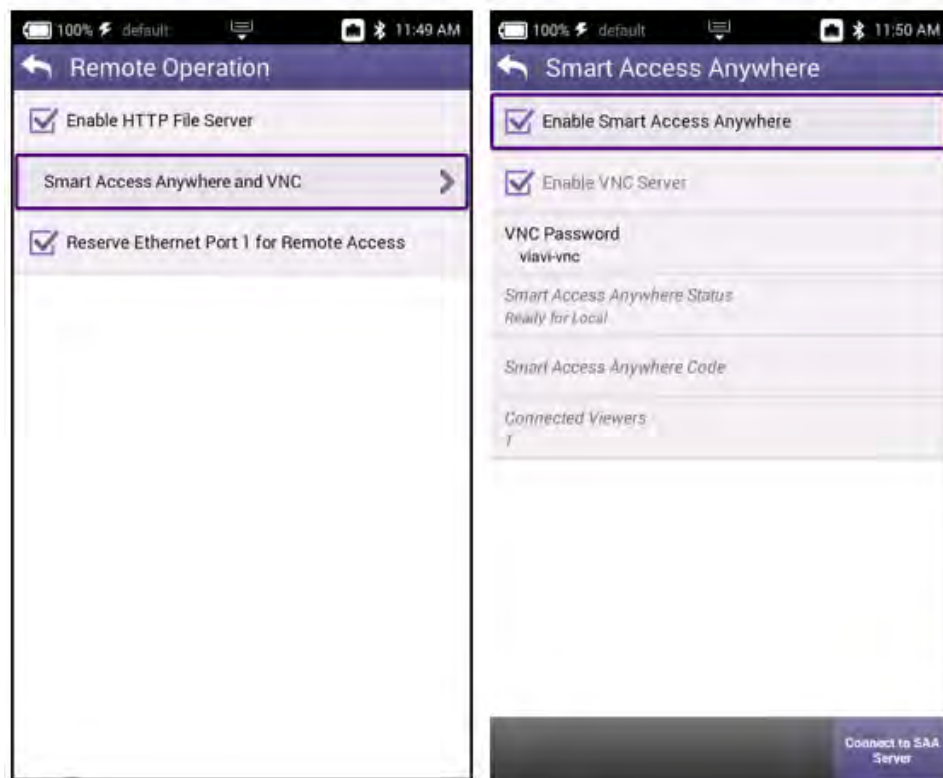 100% default 11:49 AM
Remote Operation
Enable HTTP File Server
Smart Access Anywhere and VNC
Reserve Ethernet Port 1 for Remote Access
100% default 11:50 AM
Smart Access Anywhere
Enable Smart Access Anywhere
Enable VNC Server
VNC Password
viavi-vnc
Smart Access Anywhere Status
Ready for Local
Smart Access Anywhere Code
Connected Viewers
1
Connect to SAA
Server